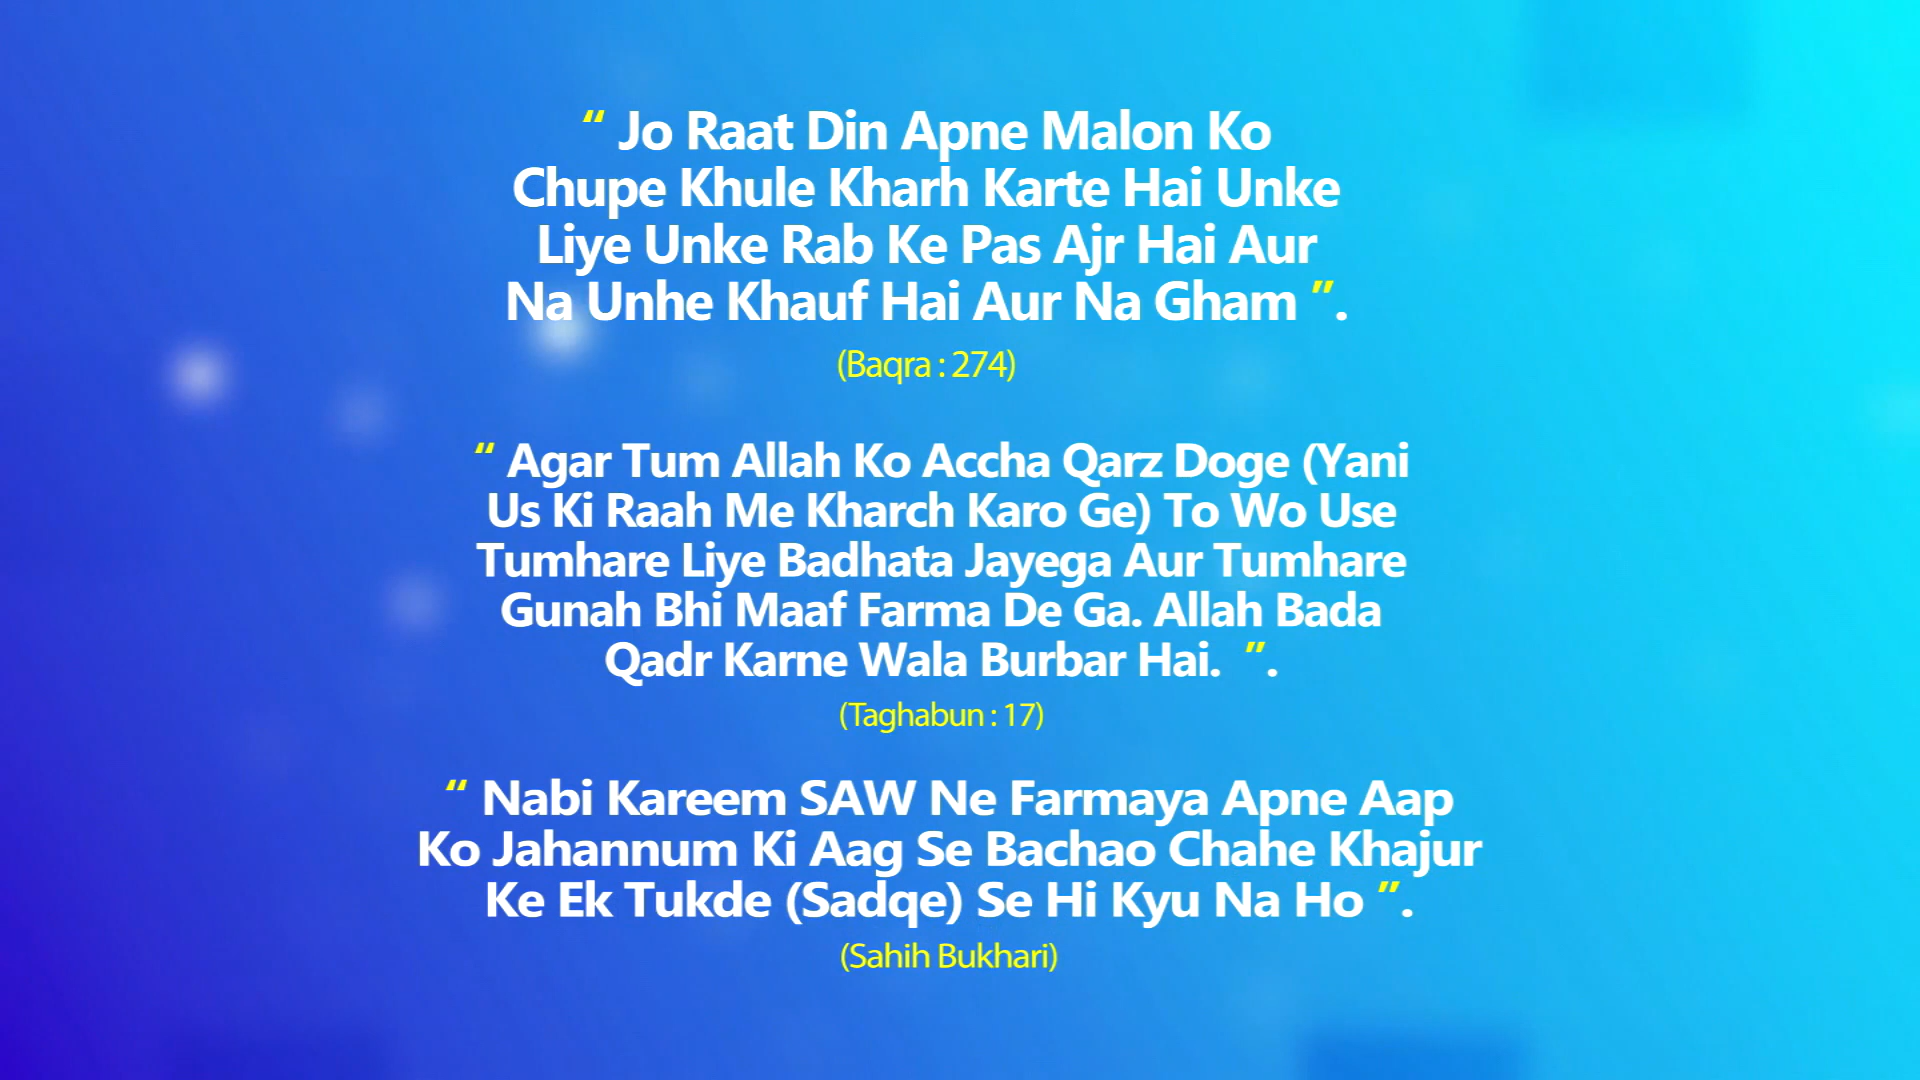 “ Jo Raat Din Apne Malon Ko
Chupe Khule Kharh Karte Hai Unke
Liye Unke Rab Ke Pas Ajr Hai Aur
Na Unhe Khauf Hai Aur Na Gham ”.
(Baqra : 274)
“ Agar Tum Allah Ko Accha Qarz Doge (Yani
Us Ki Raah Me Kharch Karo Ge) To Wo Use
Tumhare Liye Badhata Jayega Aur Tumhare
Gunah Bhi Maaf Farma De Ga. Allah Bada
Qadr Karne Wala Burbar Hai.  ”.
(Taghabun : 17)
“ Nabi Kareem SAW Ne Farmaya Apne Aap
Ko Jahannum Ki Aag Se Bachao Chahe Khajur
Ke Ek Tukde (Sadqe) Se Hi Kyu Na Ho ”.
(Sahih Bukhari)